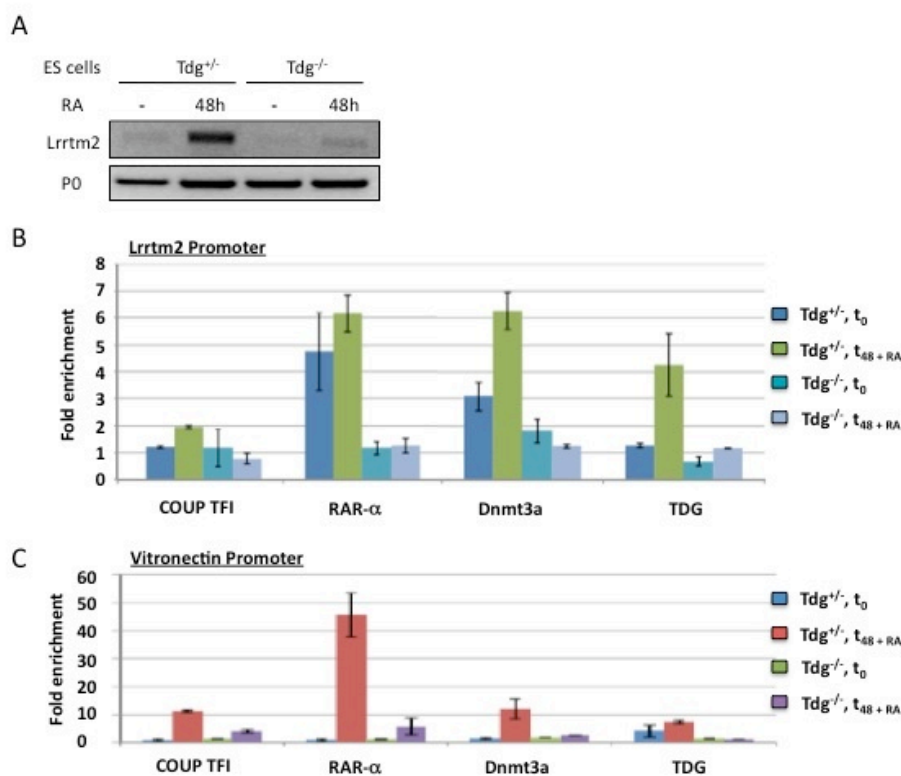 A
ES cells Tdg+/- Tdg-/-
RA - 48h - 48h
Lrrtm2
P0
B
Lrrtm2 Promoter
Fold enrichment
8
7
6
5
4
3
2
1
0
COUP TFI RAR-α Dnmt3a TDG
Tdg+/-, t0
Tdg+/-, t48 + RA
Tdg-/-, t0
Tdg-/-, t48 + RA
C
Vitronectin Promoter
Fold enrichment
60
50
40
30
20
10
0
COUP TFI RAR-α Dnmt3a TDG
Tdg+/-, t0
Tdg+/-, t48 + RA
Tdg-/-, t0
Tdg-/-, t48 + RA